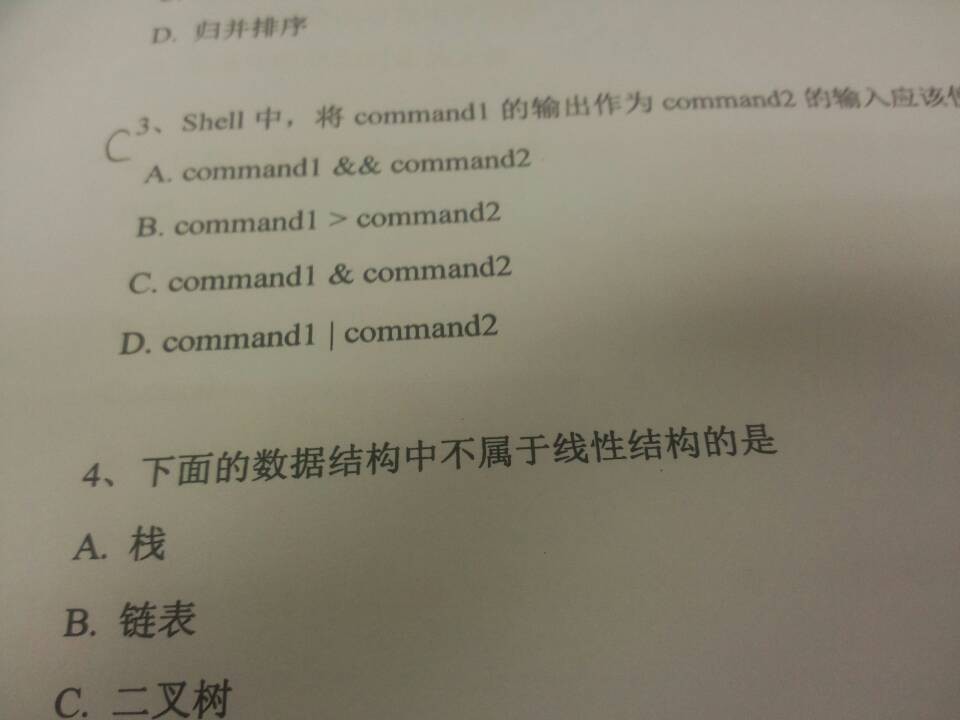 D. 归并排序
C
3、Shell 中，将 command1 的输出作为 command2 的输入应该
A. command1 && command2
B. command1 > command2
C. command1 & command2
D. command1 | command2
4、下面的数据结构中不属于线性结构的是
A. 栈
B. 链表
C. 二叉树